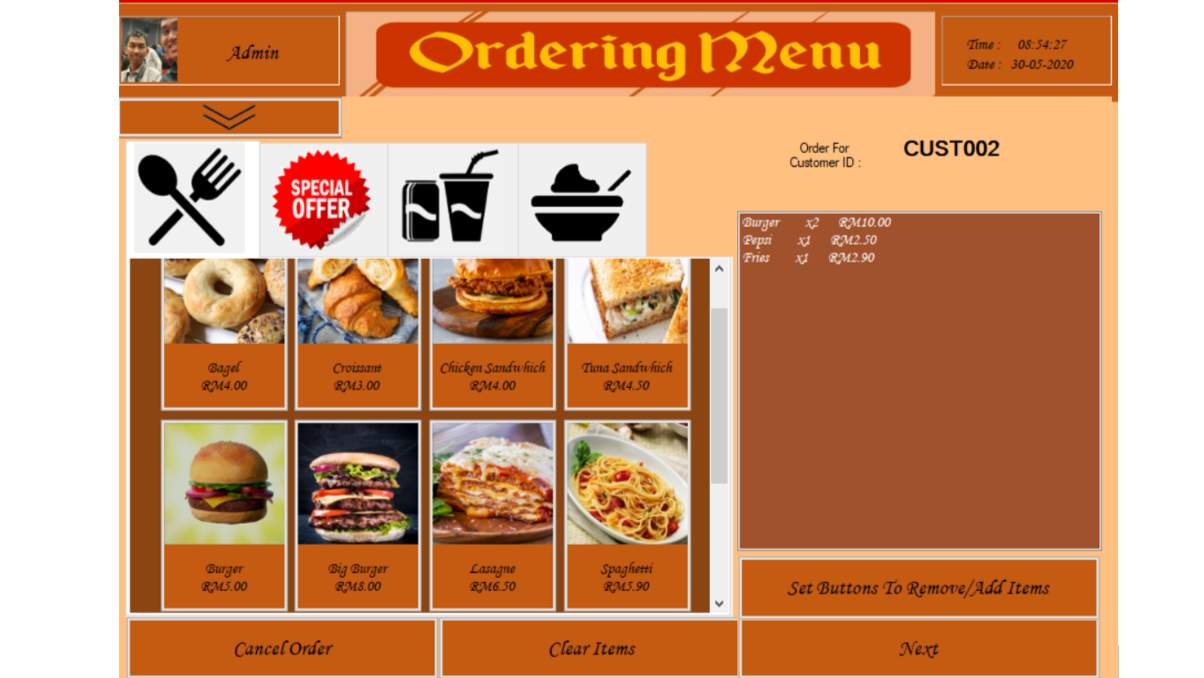 Admin
Ordering Menu
Time : 08:54:27
Date : 30-05-2020
SPECIAL
OFFER
Order For
Customer ID :
CUST002
Burger x2 RM10.00
Pepsi x1 RM2.50
Fries x1 RM2.90
Bagel
RM4.00
Croissant
RM3.00
Chicken Sandwhich
RM4.00
Tuna Sandwhich
RM4.50
Burger
RM5.00
Big Burger
RM8.00
Lasagne
RM6.50
Spaghetti
RM5.90
Set Buttons To Remove/Add Items
Cancel Order
Clear Items
Next